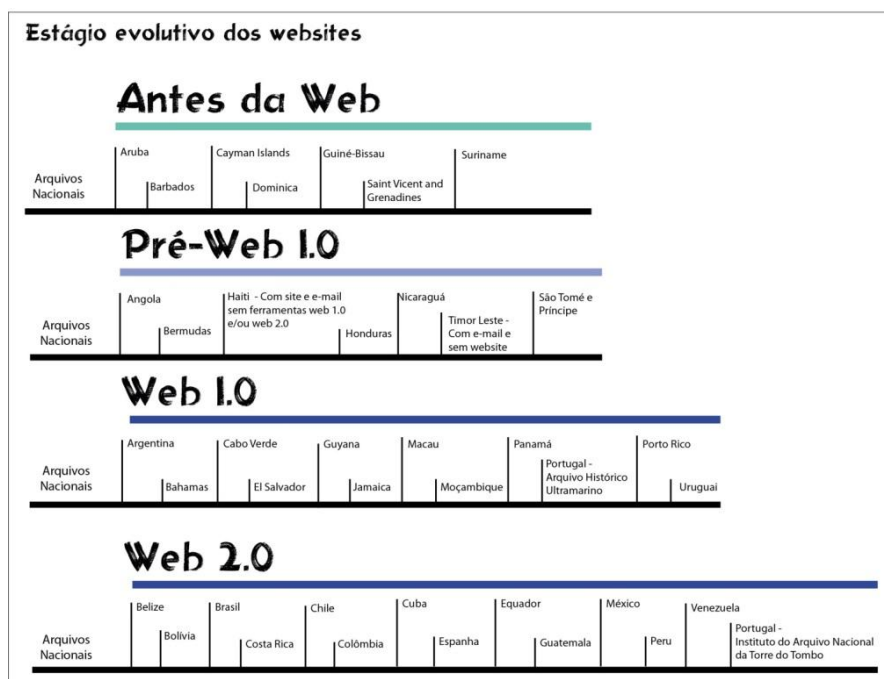 Estágio evolutivo dos websites
Antes da Web
Arquivos
Nacionais
Aruba
Barbados
Cayman Islands
Dominica
Guiné-Bissau
Saint Vincent and
Grenadines
Suriname
Pré-Web 1.0
Arquivos
Nacionais
Angola
Bermudas
Haiti - Com site e e-mail
sem ferramentas web 1.0
e/ou web 2.0
Honduras
Nicaraguá
Timor Leste -
Com e-mail e
sem website
São Tomé e
Príncipe
Web 1.0
Arquivos
Nacionais
Argentina
Bahamas
Cabo Verde
El Salvador
Guyana
Jamaica
Macau
Moçambique
Panamá
Portugal -
Arquivo Histórico
Ultramarino
Porto Rico
Uruguai
Web 2.0
Arquivos
Nacionais
Belize
Bolívia
Brasil
Costa Rica
Chile
Colômbia
Cuba
Espanha
Equador
Guatemala
México
Peru
Venezuela
Portugal -
Instituto do Arquivo Nacional
da Torre do Tombo